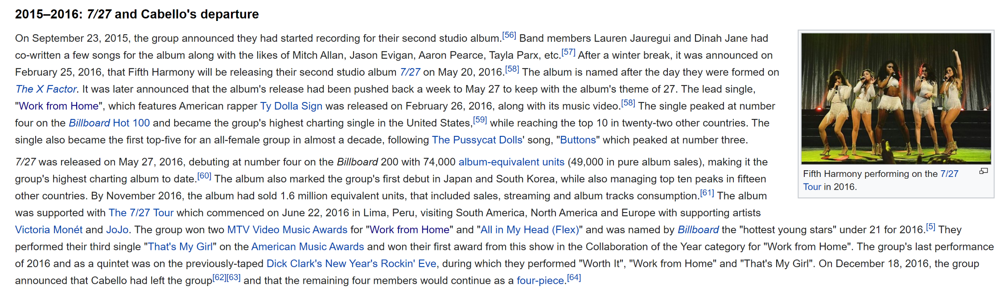 2015–2016: 7/27 and Cabello's departure
On September 23, 2015, the group announced they had started recording for their second studio album.[56] Band members Lauren Jauregui and Dinah Jane had
co-written a few songs for the album along with the likes of Mitch Allan, Jason Evigan, Aaron Pearce, Tayla Parx, etc.[57] After a winter break, it was announced on
February 25, 2016, that Fifth Harmony will be releasing their second studio album 7/27 on May 20, 2016.[58] The album is named after the day they were formed on
The X Factor. It was later announced that the album's release had been pushed back a week to May 27 to keep with the album's theme of 27. The lead single,
"Work from Home", which features American rapper Ty Dolla Sign was released on February 26, 2016, along with its music video.[58] The single peaked at number
four on the Billboard Hot 100 and became the group's highest charting single in the United States,[59] while reaching the top 10 in twenty-two other countries. The
single also became the first top-five for an all-female group in almost a decade, following The Pussycat Dolls' song, "Buttons" which peaked at number three.
7/27 was released on May 27, 2016, debuting at number four on the Billboard 200 with 74,000 album-equivalent units (49,000 in pure album sales), making it the
group's highest charting album to date.[60] The album also marked the group's first debut in Japan and South Korea, while also managing top ten peaks in fifteen
other countries. By November 2016, the album had sold 1.6 million equivalent units, that included sales, streaming and album tracks consumption.[61] The album
was supported with The 7/27 Tour which commenced on June 22, 2016 in Lima, Peru, visiting South America, North America and Europe with supporting artists
Victoria Monét and JoJo. The group won two MTV Video Music Awards for "Work from Home" and "All in My Head (Flex)" and was named by Billboard the "hottest young stars" under 21 for 2016.[5] They
performed their third single "That's My Girl" on the American Music Awards and won their first award from this show in the Collaboration of the Year category for "Work from Home". The group's last performance
of 2016 and as a quintet was on the previously-taped Dick Clark's New Year's Rockin' Eve, during which they performed "Worth It", "Work from Home" and "That's My Girl". On December 18, 2016, the group
announced that Cabello had left the group[62][63] and that the remaining four members would continue as a four-piece.[64]
Fifth Harmony performing on the 7/27
Tour in 2016.